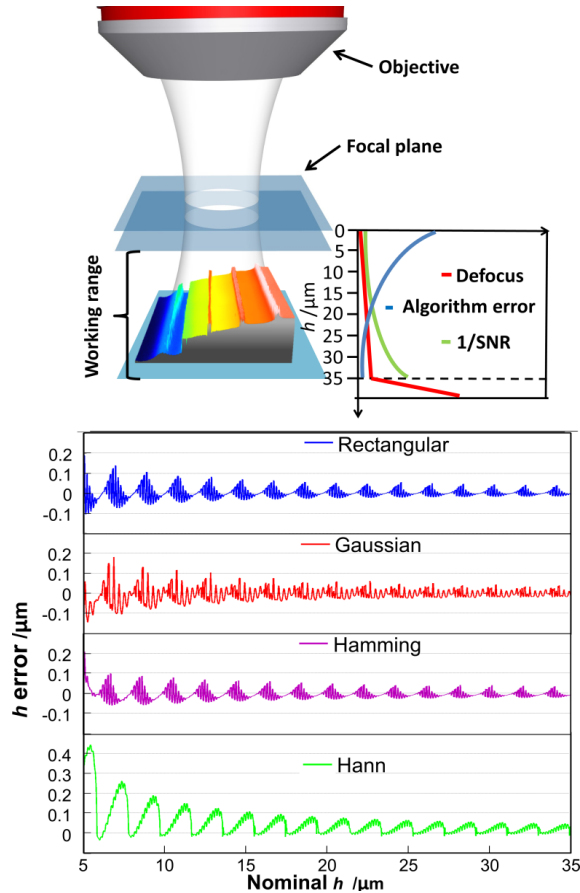 Objective
Focal plane
Working range
0
5
10
15
20
25
30
35
h /µm
Defocus
Algorithm error
1/SNR
0.2
0.1
0
-0.1
Rectangular
0.2
0.1
0
-0.1
Gaussian
0.2
0.1
0
-0.1
Hamming
0.4
0.3
0.2
0.1
0
Hann
h error /µm
5 10 15 20 25 30 35
Nominal h /µm